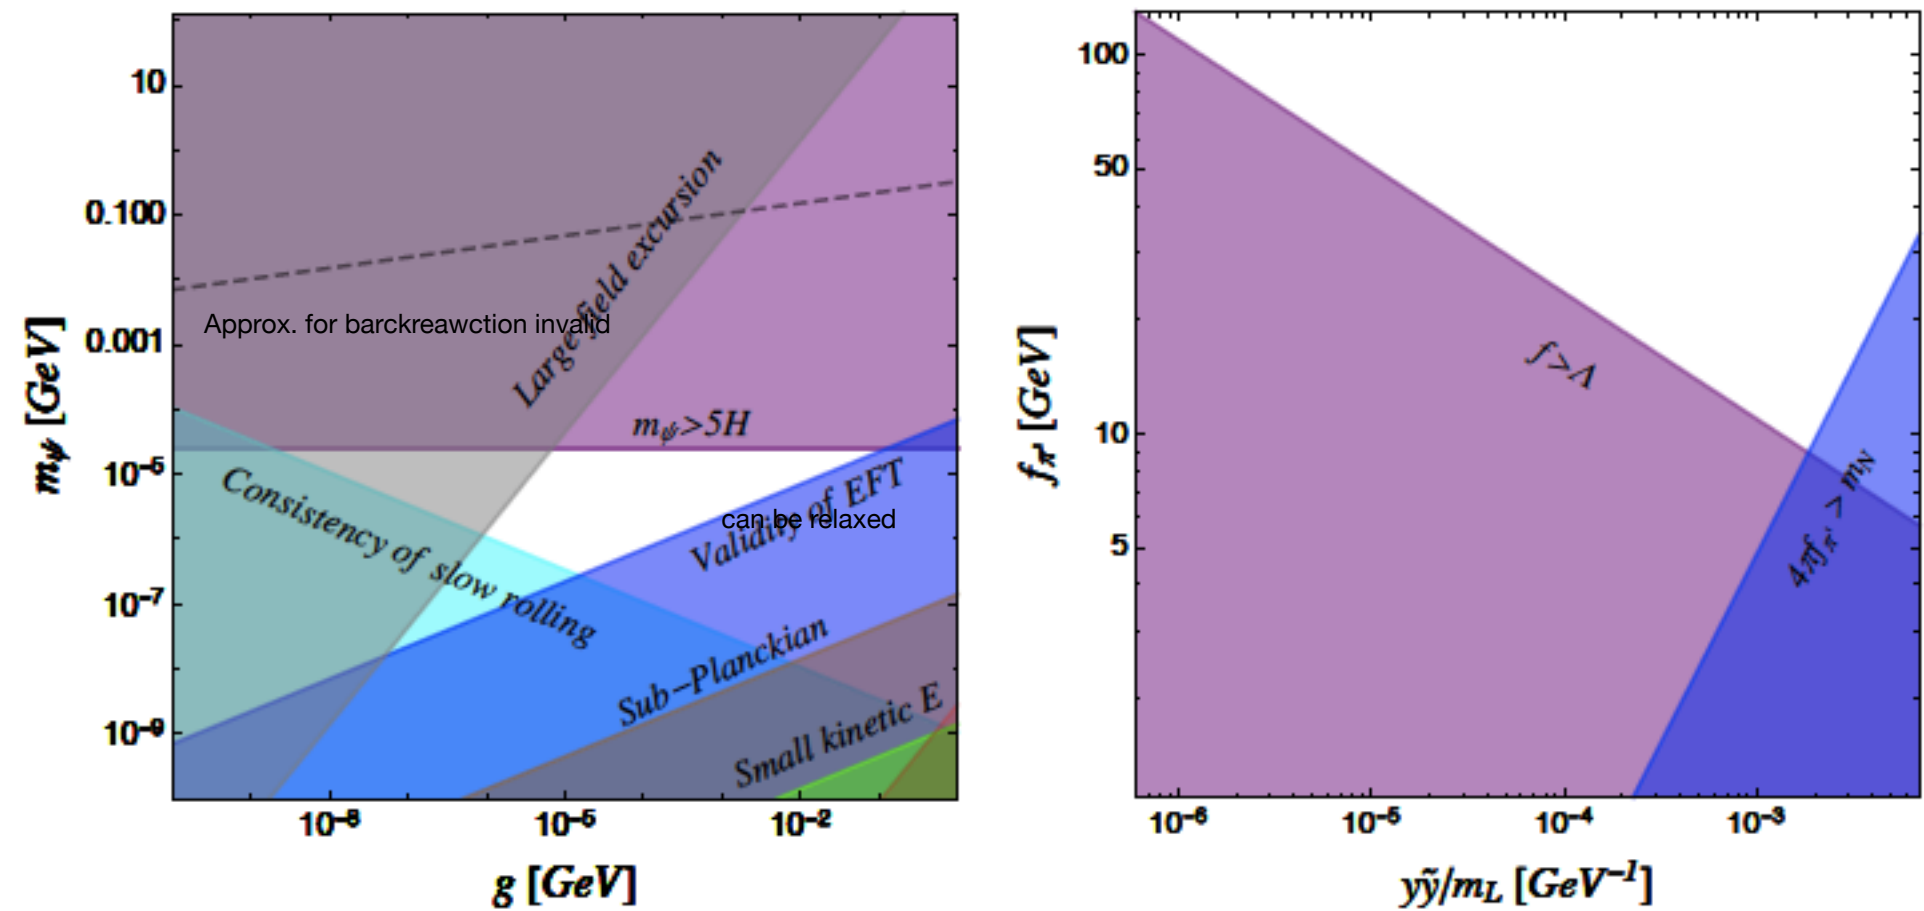 10
0.100
0.001
10⁻⁵
10⁻⁷
10⁻⁹
m_ψ [GeV]
Large field excursion
Approx. for barckreawction invalid
m_ψ>5H
Consistency of slow rolling
Validity of EFT
can be relaxed
Sub-Planckian
Small kinetic E
10⁻⁸
10⁻⁵
10⁻²
g [GeV]
100
50
10
5
f_π' [GeV]
f>Λ
4πf_π' > m_N
10⁻⁶
10⁻⁵
10⁻⁴
10⁻³
yỹ/m_L [GeV⁻¹]